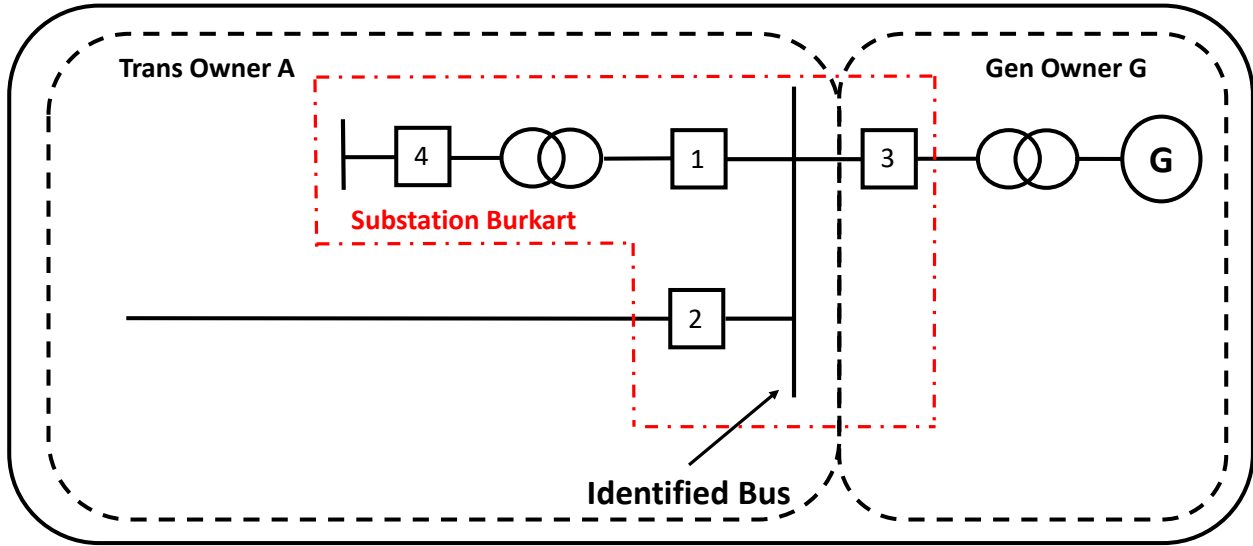 Trans Owner A
Gen Owner G
4
1
3
G
Substation Burkart
2
Identified Bus